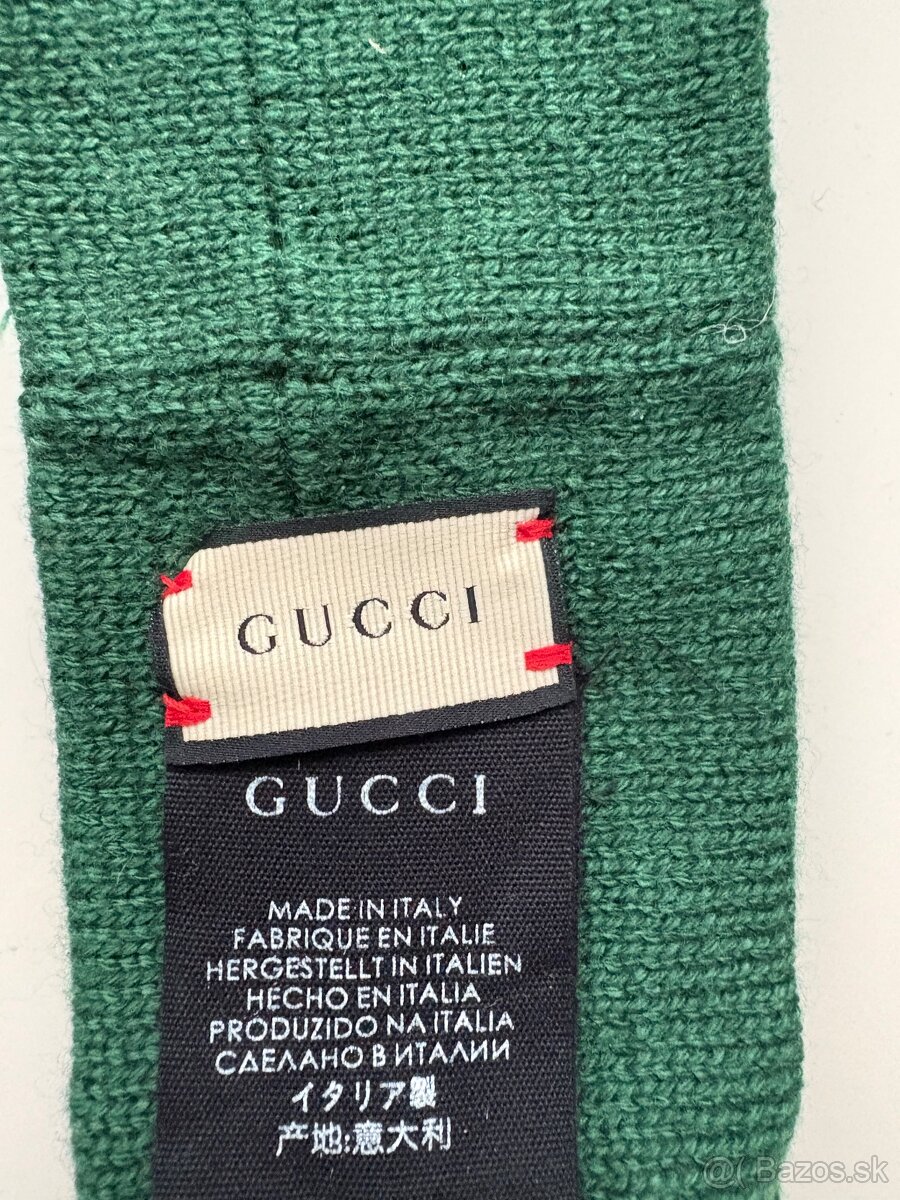 GUCCI
GUCCI
MADE IN ITALY
FABRIQUE EN ITALIE
HERGESTELLT IN ITALIEN
HECHO EN ITALIA
PRODUZIDO NA ITALIA
СДЕЛАНО В ИТАЛИИ
イタリア製
产地:意大利
@( Bazos.sk